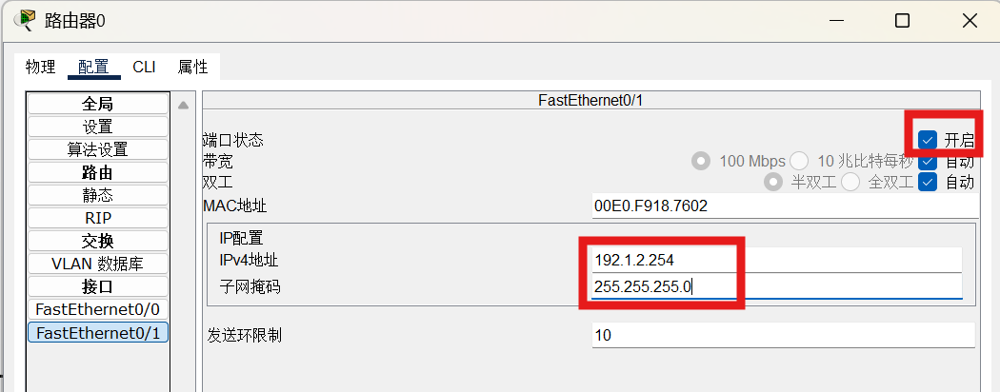 路由器0
物理 配置 CLI 属性
全局
设置
算法设置
路由
静态
RIP
交换
VLAN 数据库
接口
FastEthernet0/0
FastEthernet0/1
FastEthernet0/1
端口状态 开启
带宽 100 Mbps 10 兆比特每秒 自动
双工 半双工 全双工 自动
MAC地址 00E0.F918.7602
IP配置
IPv4地址 192.1.2.254
子网掩码 255.255.255.0
发送环限制 10